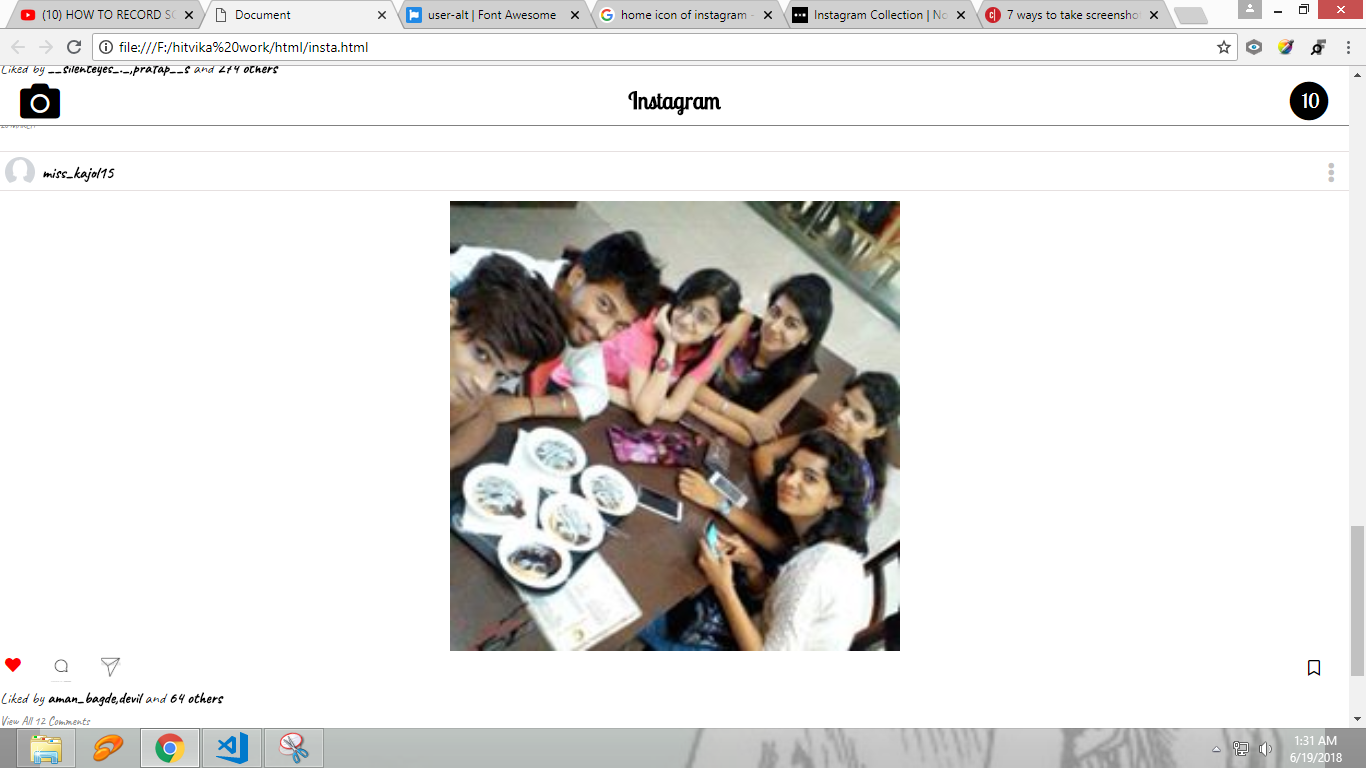 (10) HOW TO RECORD SC
Document
user-alt | Font Awesome
home icon of instagram -
Instagram Collection | No
7 ways to take screensho
file:///F:/hitvika%20work/html/insta.html
Liked by __silenteyes_._,pratap__s and 274 others
Instagram
10
miss_kajol15
Liked by aman_bagde,devil and 64 others
View All 12 Comments
1:31 AM
6/19/2018